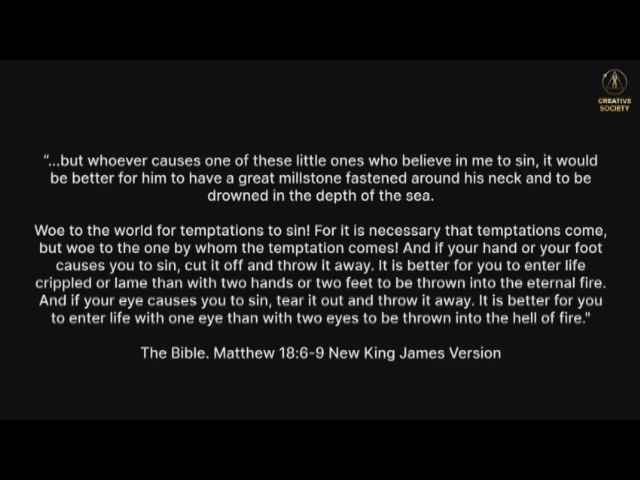 CREATIVE
SOCIETY
“...but whoever causes one of these little ones who believe in me to sin, it would
be better for him to have a great millstone fastened around his neck and to be
drowned in the depth of the sea.
Woe to the world for temptations to sin! For it is necessary that temptations come,
but woe to the one by whom the temptation comes! And if your hand or your foot
causes you to sin, cut it off and throw it away. It is better for you to enter life
crippled or lame than with two hands or two feet to be thrown into the eternal fire.
And if your eye causes you to sin, tear it out and throw it away. It is better for you
to enter life with one eye than with two eyes to be thrown into the hell of fire."
The Bible. Matthew 18:6-9 New King James Version